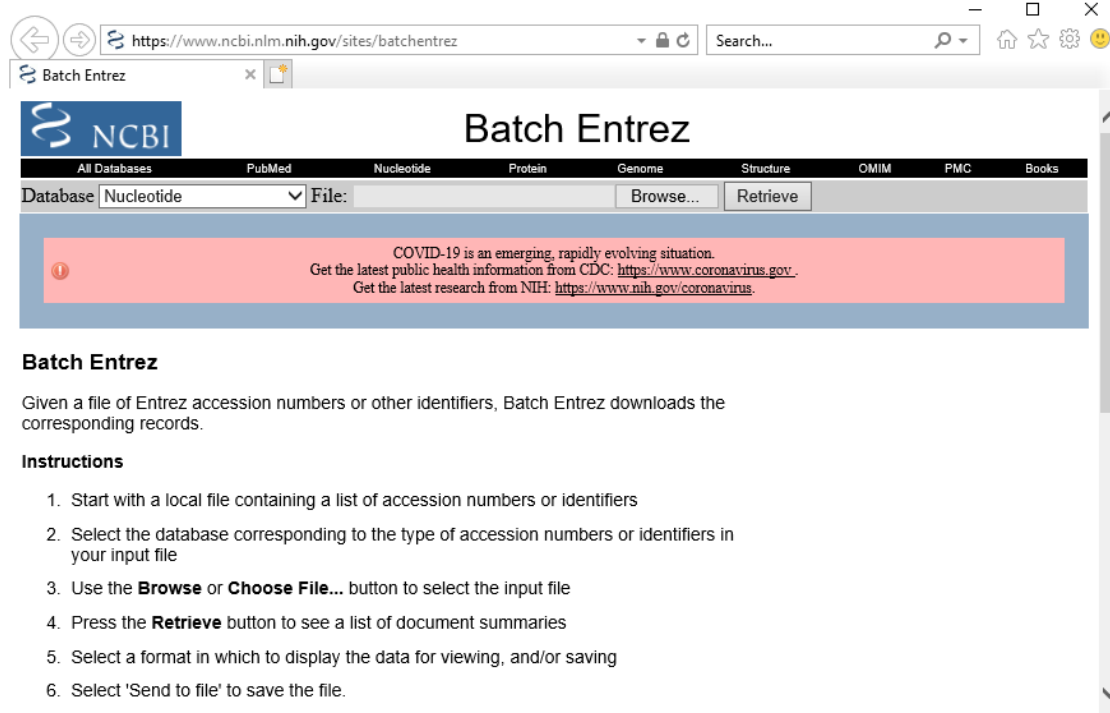 https://www.ncbi.nlm.nih.gov/sites/batchentrez
Search...
Batch Entrez
NCBI
Batch Entrez
All Databases PubMed Nucleotide Protein Genome Structure OMIM PMC Books
Database Nucleotide File: Browse... Retrieve
COVID-19 is an emerging, rapidly evolving situation.
Get the latest public health information from CDC: https://www.coronavirus.gov .
Get the latest research from NIH: https://www.nih.gov/coronavirus.
Batch Entrez
Given a file of Entrez accession numbers or other identifiers, Batch Entrez downloads the
corresponding records.
Instructions
1. Start with a local file containing a list of accession numbers or identifiers
2. Select the database corresponding to the type of accession numbers or identifiers in
your input file
3. Use the Browse or Choose File... button to select the input file
4. Press the Retrieve button to see a list of document summaries
5. Select a format in which to display the data for viewing, and/or saving
6. Select 'Send to file' to save the file.